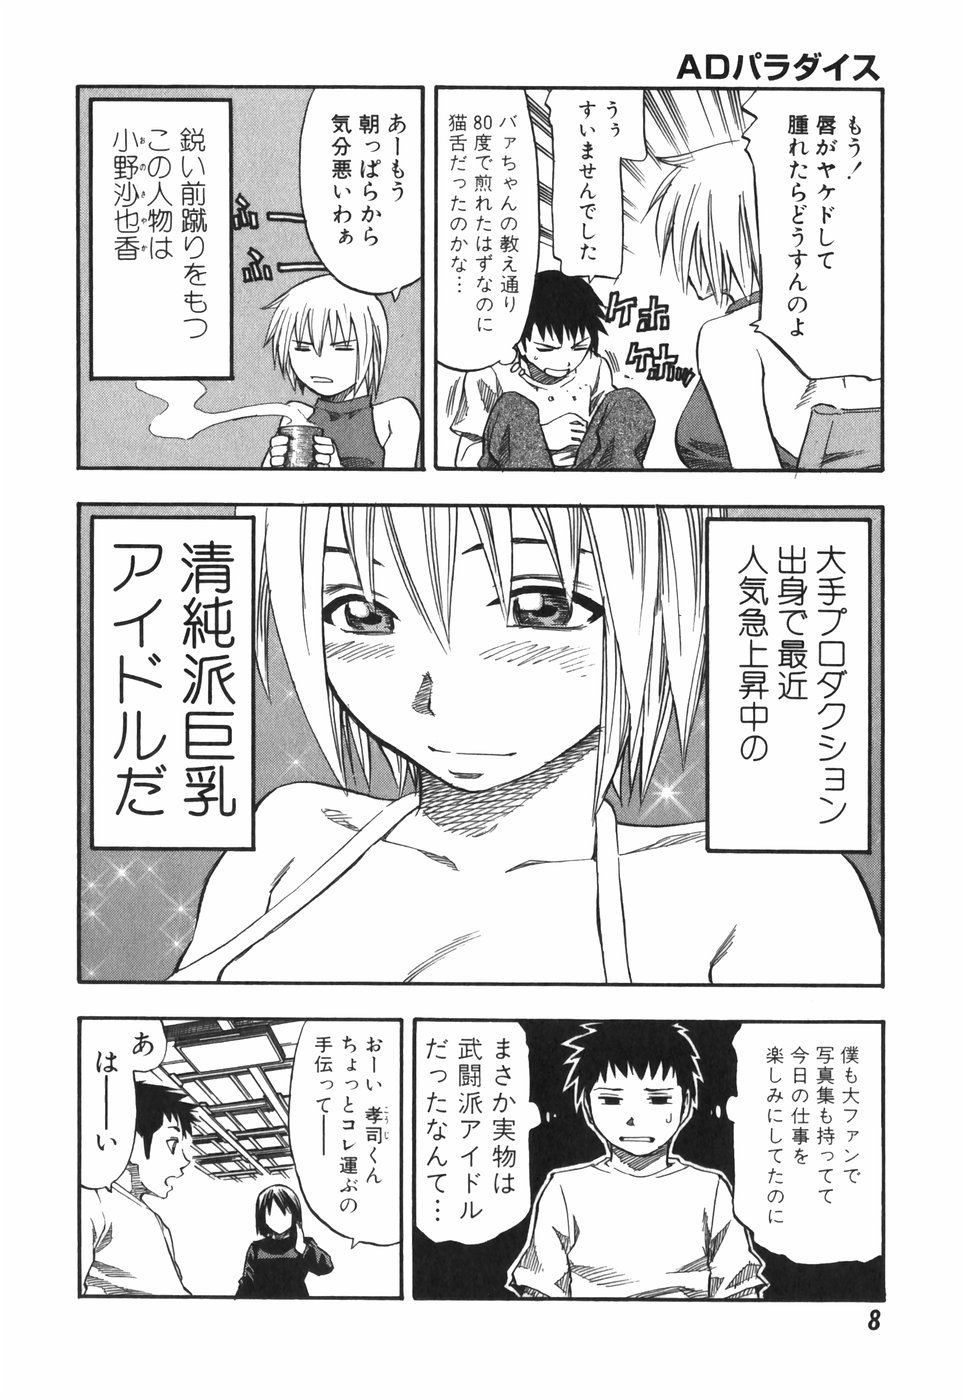 ADパラダイス
もう!
唇がヤケドして
腫れたらどうすんのよ
うぅ
すいませんでした
バァちゃんの教え通り
80度で煎れたはずなのに
猫舌だったのかな…
ケホ
ケホッ
あーもう
朝っぱらから
気分悪いわぁ
鋭い前蹴りをもつ
この人物は
小野沙也香
おのさやか
大手プロダクション
出身で最近
人気急上昇中の
清純派巨乳
アイドルだ
僕も大ファンで
写真集も持ってて
今日の仕事を
楽しみにしてたのに
まさか実物は
武闘派アイドル
だったなんて…
おーい 孝司くん
こうじ
ちょっとコレ運ぶの
手伝って――
あ
はーい
8